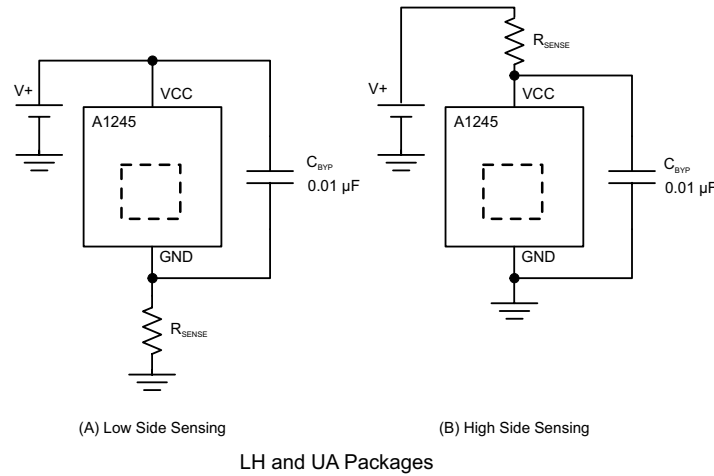 V+
VCC
A1245
C_BYP
0.01 µF
GND
R_SENSE
(A) Low Side Sensing
R_SENSE
V+
VCC
A1245
C_BYP
0.01 µF
GND
(B) High Side Sensing
LH and UA Packages